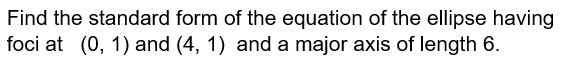 Find the standard form of the equation of the ellipse having
foci at (0, 1) and (4, 1) and a major axis of length 6.